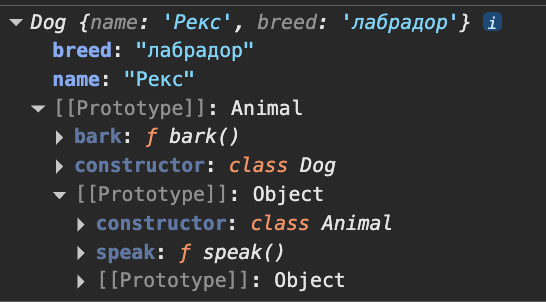 Dog {name: 'Рекс', breed: 'лабрадор'} i
breed: "лабрадор"
name: "Рекс"
[[Prototype]]: Animal
bark: ƒ bark()
constructor: class Dog
[[Prototype]]: Object
constructor: class Animal
speak: ƒ speak()
[[Prototype]]: Object